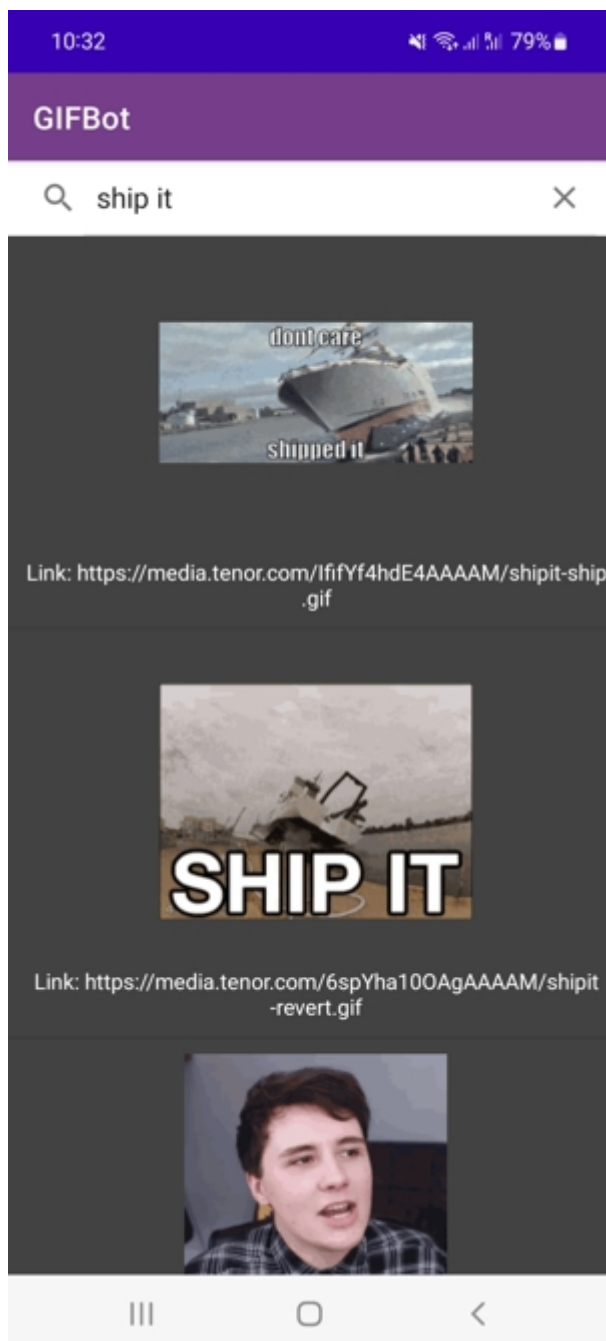 10:32
79%
GIFBot
ship it
dont care
shipped it
Link: https://media.tenor.com/IfifYf4hdE4AAAAM/shipit-ship
.gif
SHIP IT
Link: https://media.tenor.com/6spYha10OAgAAAAM/shipit
-revert.gif